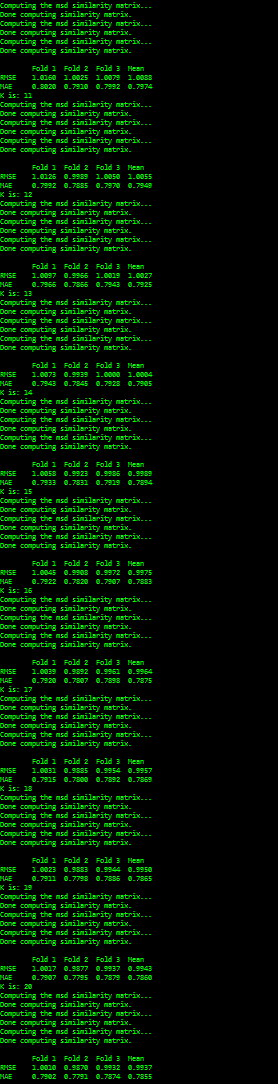 Computing the msd similarity matrix...
Done computing similarity matrix.
Computing the msd similarity matrix...
Done computing similarity matrix.
Computing the msd similarity matrix...
Done computing similarity matrix.
Fold 1 Fold 2 Fold 3 Mean
RMSE 1.0160 1.0025 1.0079 1.0088
MAE 0.8020 0.7910 0.7992 0.7974
K is: 11
Computing the msd similarity matrix...
Done computing similarity matrix.
Computing the msd similarity matrix...
Done computing similarity matrix.
Computing the msd similarity matrix...
Done computing similarity matrix.
Fold 1 Fold 2 Fold 3 Mean
RMSE 1.0126 0.9989 1.0050 1.0055
MAE 0.7992 0.7885 0.7970 0.7949
K is: 12
Computing the msd similarity matrix...
Done computing similarity matrix.
Computing the msd similarity matrix...
Done computing similarity matrix.
Computing the msd similarity matrix...
Done computing similarity matrix.
Fold 1 Fold 2 Fold 3 Mean
RMSE 1.0097 0.9966 1.0019 1.0027
MAE 0.7966 0.7866 0.7943 0.7925
K is: 13
Computing the msd similarity matrix...
Done computing similarity matrix.
Computing the msd similarity matrix...
Done computing similarity matrix.
Computing the msd similarity matrix...
Done computing similarity matrix.
Fold 1 Fold 2 Fold 3 Mean
RMSE 1.0073 0.9939 1.0000 1.0004
MAE 0.7943 0.7845 0.7928 0.7905
K is: 14
Computing the msd similarity matrix...
Done computing similarity matrix.
Computing the msd similarity matrix...
Done computing similarity matrix.
Computing the msd similarity matrix...
Done computing similarity matrix.
Fold 1 Fold 2 Fold 3 Mean
RMSE 1.0058 0.9923 0.9986 0.9989
MAE 0.7933 0.7831 0.7919 0.7894
K is: 15
Computing the msd similarity matrix...
Done computing similarity matrix.
Computing the msd similarity matrix...
Done computing similarity matrix.
Computing the msd similarity matrix...
Done computing similarity matrix.
Fold 1 Fold 2 Fold 3 Mean
RMSE 1.0045 0.9908 0.9972 0.9975
MAE 0.7922 0.7820 0.7907 0.7883
K is: 16
Computing the msd similarity matrix...
Done computing similarity matrix.
Computing the msd similarity matrix...
Done computing similarity matrix.
Computing the msd similarity matrix...
Done computing similarity matrix.
Fold 1 Fold 2 Fold 3 Mean
RMSE 1.0039 0.9892 0.9961 0.9964
MAE 0.7920 0.7807 0.7898 0.7875
K is: 17
Computing the msd similarity matrix...
Done computing similarity matrix.
Computing the msd similarity matrix...
Done computing similarity matrix.
Computing the msd similarity matrix...
Done computing similarity matrix.
Fold 1 Fold 2 Fold 3 Mean
RMSE 1.0031 0.9885 0.9954 0.9957
MAE 0.7915 0.7800 0.7892 0.7869
K is: 18
Computing the msd similarity matrix...
Done computing similarity matrix.
Computing the msd similarity matrix...
Done computing similarity matrix.
Computing the msd similarity matrix...
Done computing similarity matrix.
Fold 1 Fold 2 Fold 3 Mean
RMSE 1.0023 0.9883 0.9944 0.9950
MAE 0.7911 0.7798 0.7886 0.7865
K is: 19
Computing the msd similarity matrix...
Done computing similarity matrix.
Computing the msd similarity matrix...
Done computing similarity matrix.
Computing the msd similarity matrix...
Done computing similarity matrix.
Fold 1 Fold 2 Fold 3 Mean
RMSE 1.0017 0.9877 0.9937 0.9943
MAE 0.7907 0.7795 0.7879 0.7860
K is: 20
Computing the msd similarity matrix...
Done computing similarity matrix.
Computing the msd similarity matrix...
Done computing similarity matrix.
Computing the msd similarity matrix...
Done computing similarity matrix.
Fold 1 Fold 2 Fold 3 Mean
RMSE 1.0010 0.9870 0.9932 0.9937
MAE 0.7902 0.7791 0.7874 0.7855